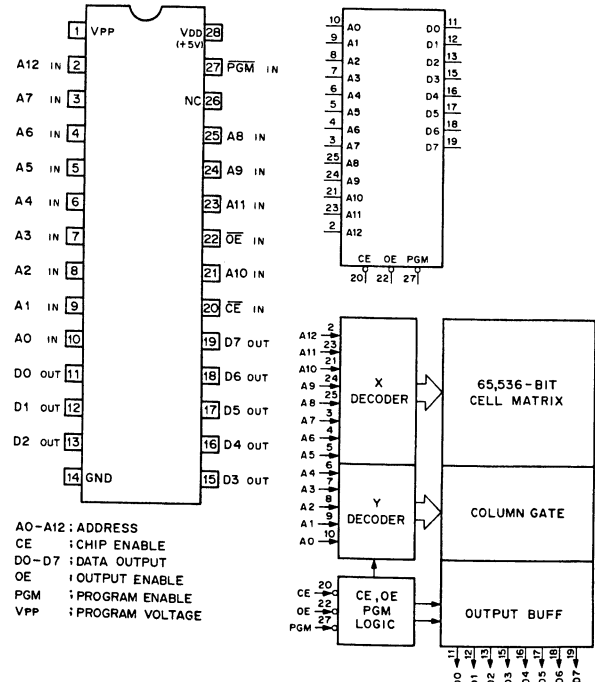 1 VPP
VDD 28
(+5V)
A12 IN 2
27 PGM IN
A7 IN 3
NC 26
A6 IN 4
25 A8 IN
A5 IN 5
24 A9 IN
A4 IN 6
23 A11 IN
A3 IN 7
22 OE IN
A2 IN 8
21 A10 IN
A1 IN 9
20 CE IN
A0 IN 10
19 D7 OUT
D0 OUT 11
18 D6 OUT
D1 OUT 12
17 D5 OUT
D2 OUT 13
16 D4 OUT
14 GND
15 D3 OUT
A0-A12 ; ADDRESS
CE ; CHIP ENABLE
D0-D7 ; DATA OUTPUT
OE ; OUTPUT ENABLE
PGM ; PROGRAM ENABLE
VPP ; PROGRAM VOLTAGE
10 A0 D0 11
9 A1 D1 12
8 A2 D2 13
7 A3 D3 15
6 A4 D4 16
5 A5 D5 17
4 A6 D6 18
3 A7 D7 19
25 A8
24 A9
21 A10
23 A11
2 A12
CE OE PGM
20 22 27
A12 2
A11 23
A10 21
A9 24
A8 25
A7 3
A6 4
A5 5
A4 6
A3 7
A2 8
A1 9
A0 10
X
DECODER
Y
DECODER
65,536-BIT
CELL MATRIX
COLUMN GATE
CE 20
OE 22
PGM 27
CE, OE
PGM
LOGIC
OUTPUT BUFF
11 12 13 15 16 17 18 19
D0 D1 D2 D3 D4 D5 D6 D7